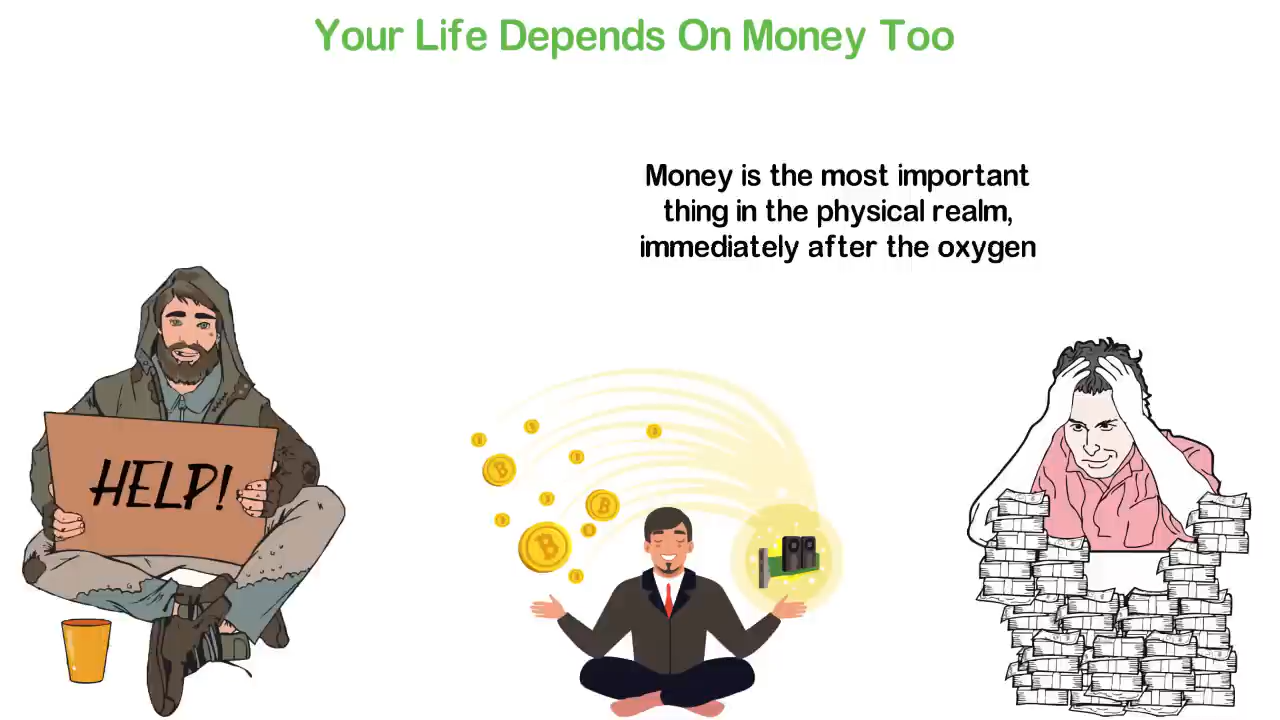 Your Life Depends On Money Too
Money is the most important
thing in the physical realm,
immediately after the oxygen
HELP!